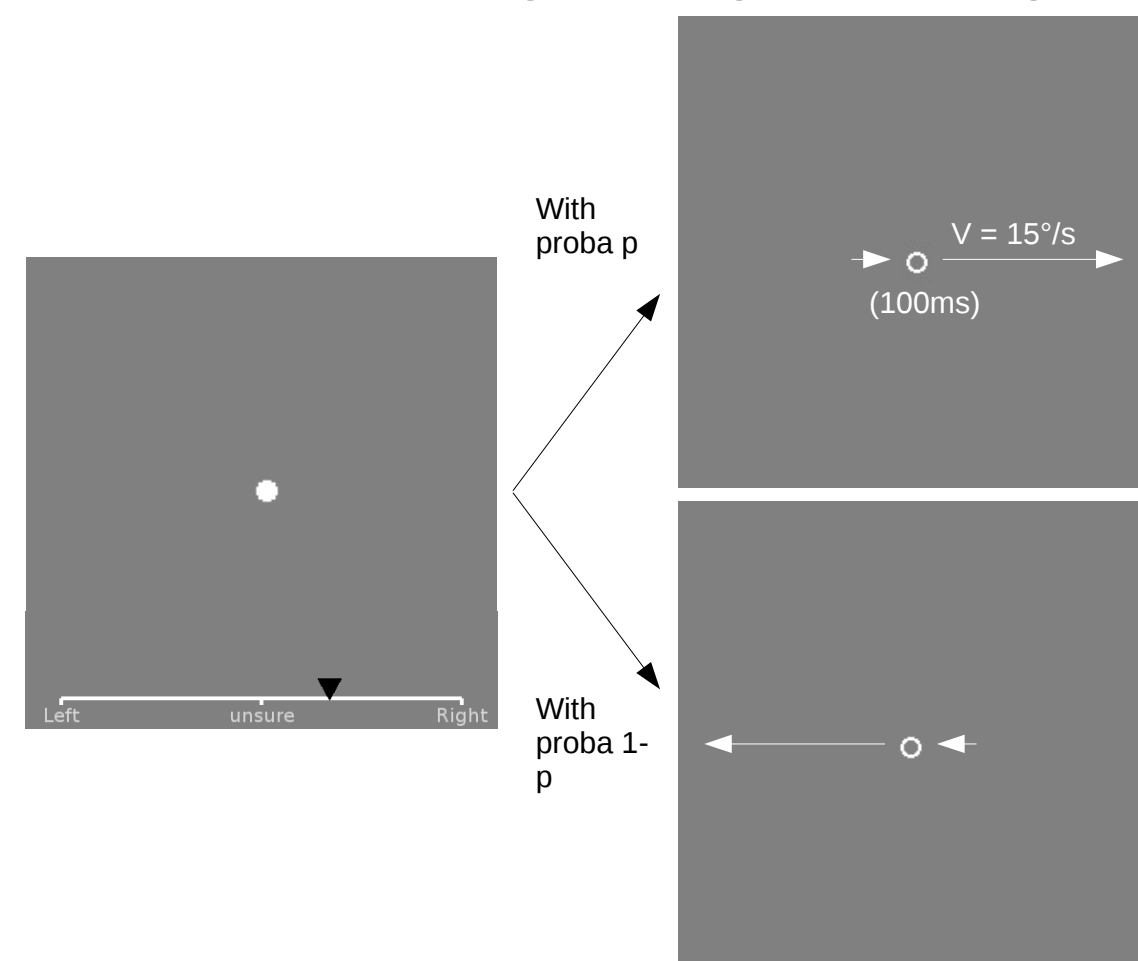 With
proba p
V = 15°/s
(100ms)
Left unsure Right
With
proba 1-
p